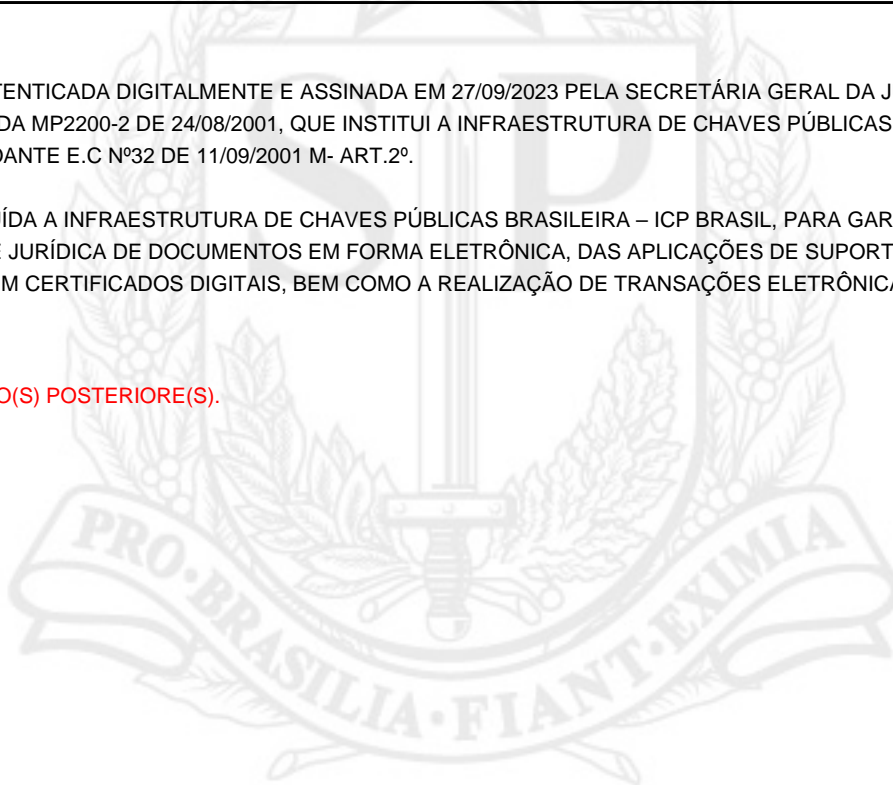 TENTICADA DIGITALMENTE E ASSINADA EM 27/09/2023 PELA SECRETÁRIA GERAL DA J
DA MP2200-2 DE 24/08/2001, QUE INSTITUI A INFRAESTRUTURA DE CHAVES PÚBLICAS
DANTE E.C Nº32 DE 11/09/2001 M- ART.2º.
UÍDA A INFRAESTRUTURA DE CHAVES PÚBLICAS BRASILEIRA – ICP BRASIL, PARA GAR
E JURÍDICA DE DOCUMENTOS EM FORMA ELETRÔNICA, DAS APLICAÇÕES DE SUPORT
M CERTIFICADOS DIGITAIS, BEM COMO A REALIZAÇÃO DE TRANSAÇÕES ELETRÔNICA
O(S) POSTERIORE(S).
SP
PRO·BRASILIA·FIANT·EXIMIA